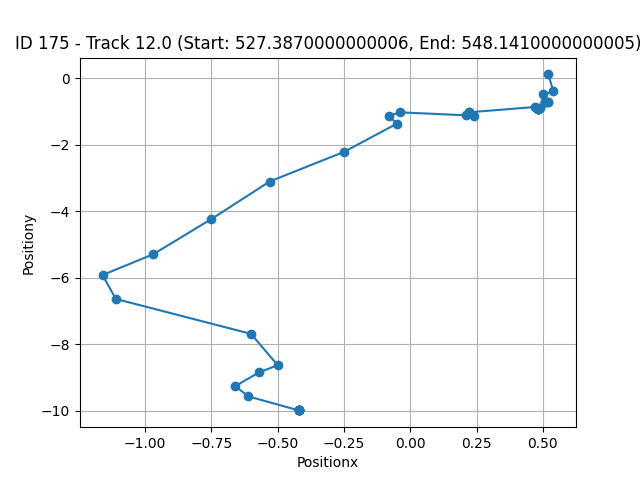 ID 175 - Track 12.0 (Start: 527.3870000000006, End: 548.1410000000005)
0
−2
−4
−6
−8
−10
Positiony
−1.00 −0.75 −0.50 −0.25 0.00 0.25 0.50
Positionx